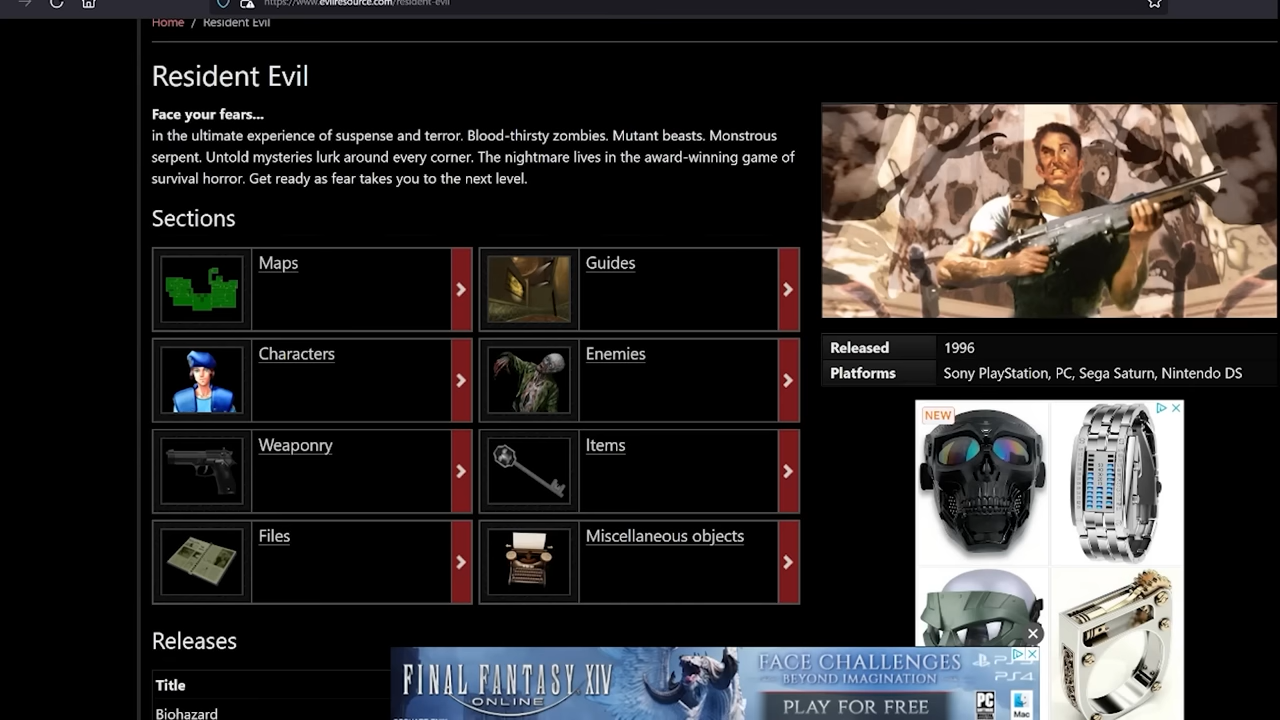 https://www.evilresource.com/resident-evil
Home / Resident Evil
Resident Evil
Face your fears...
in the ultimate experience of suspense and terror. Blood-thirsty zombies. Mutant beasts. Monstrous
serpent. Untold mysteries lurk around every corner. The nightmare lives in the award-winning game of
survival horror. Get ready as fear takes you to the next level.
Sections
Maps
Guides
Characters
Enemies
Weaponry
Items
Files
Miscellaneous objects
Released 1996
Platforms Sony PlayStation, PC, Sega Saturn, Nintendo DS
NEW
Releases
Title
Biohazard
FINAL FANTASY XIV
ONLINE
FACE CHALLENGES
BEYOND IMAGINATION
PLAY FOR FREE
PS5
PS4
PC
Mac